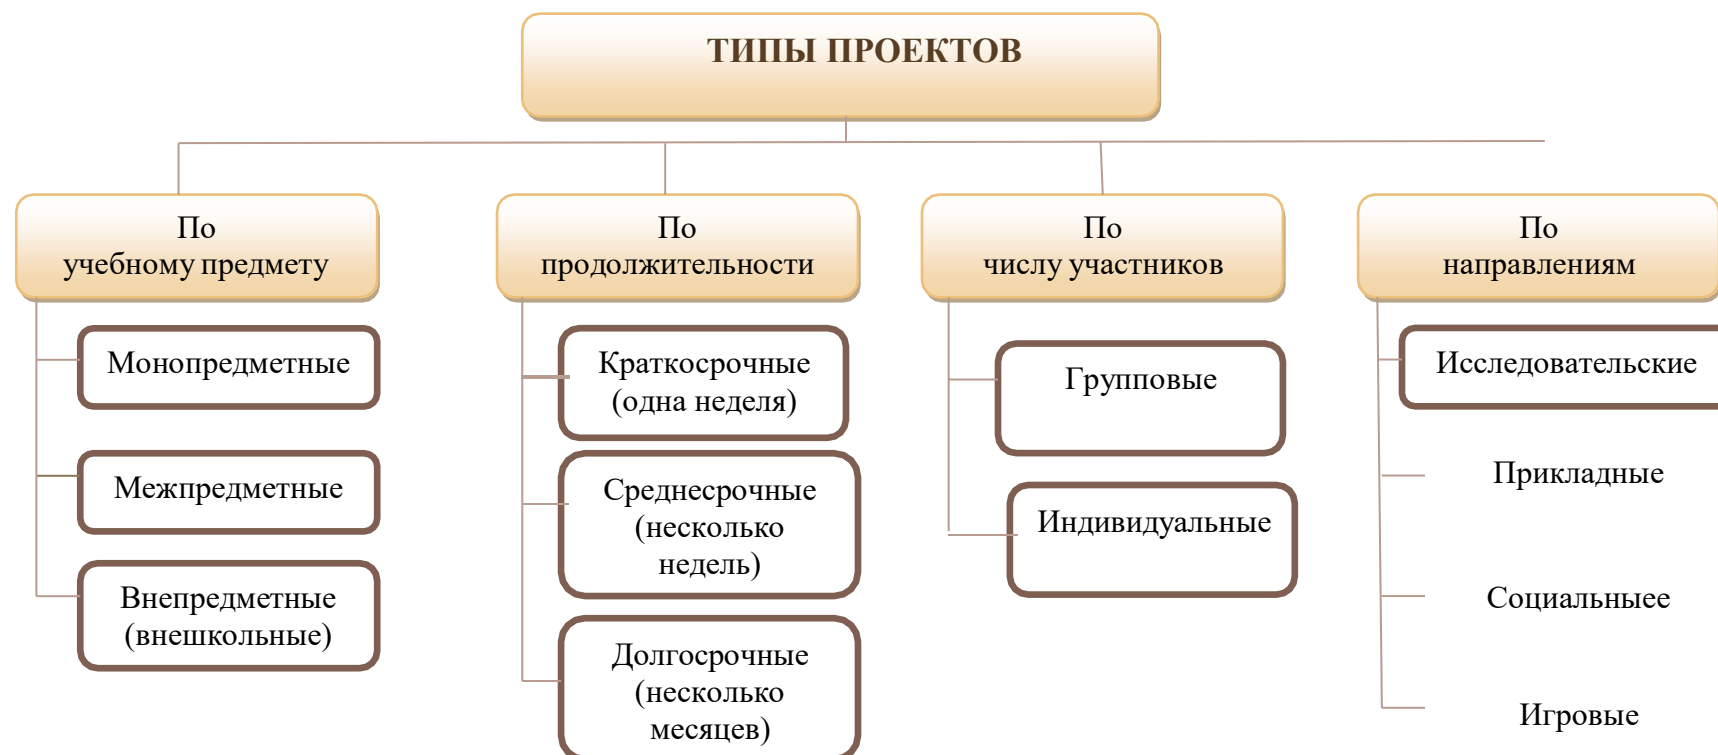 ТИПЫ ПРОЕКТОВ
По
учебному предмету
Монопредметные
Межпредметные
Внепредметные
(внешкольные)
По
продолжительности
Краткосрочные
(одна неделя)
Среднесрочные
(несколько
недель)
Долгосрочные
(несколько
месяцев)
По
числу участников
Групповые
Индивидуальные
По
направлениям
Исследовательские
Прикладные
Социальныее
Игровые